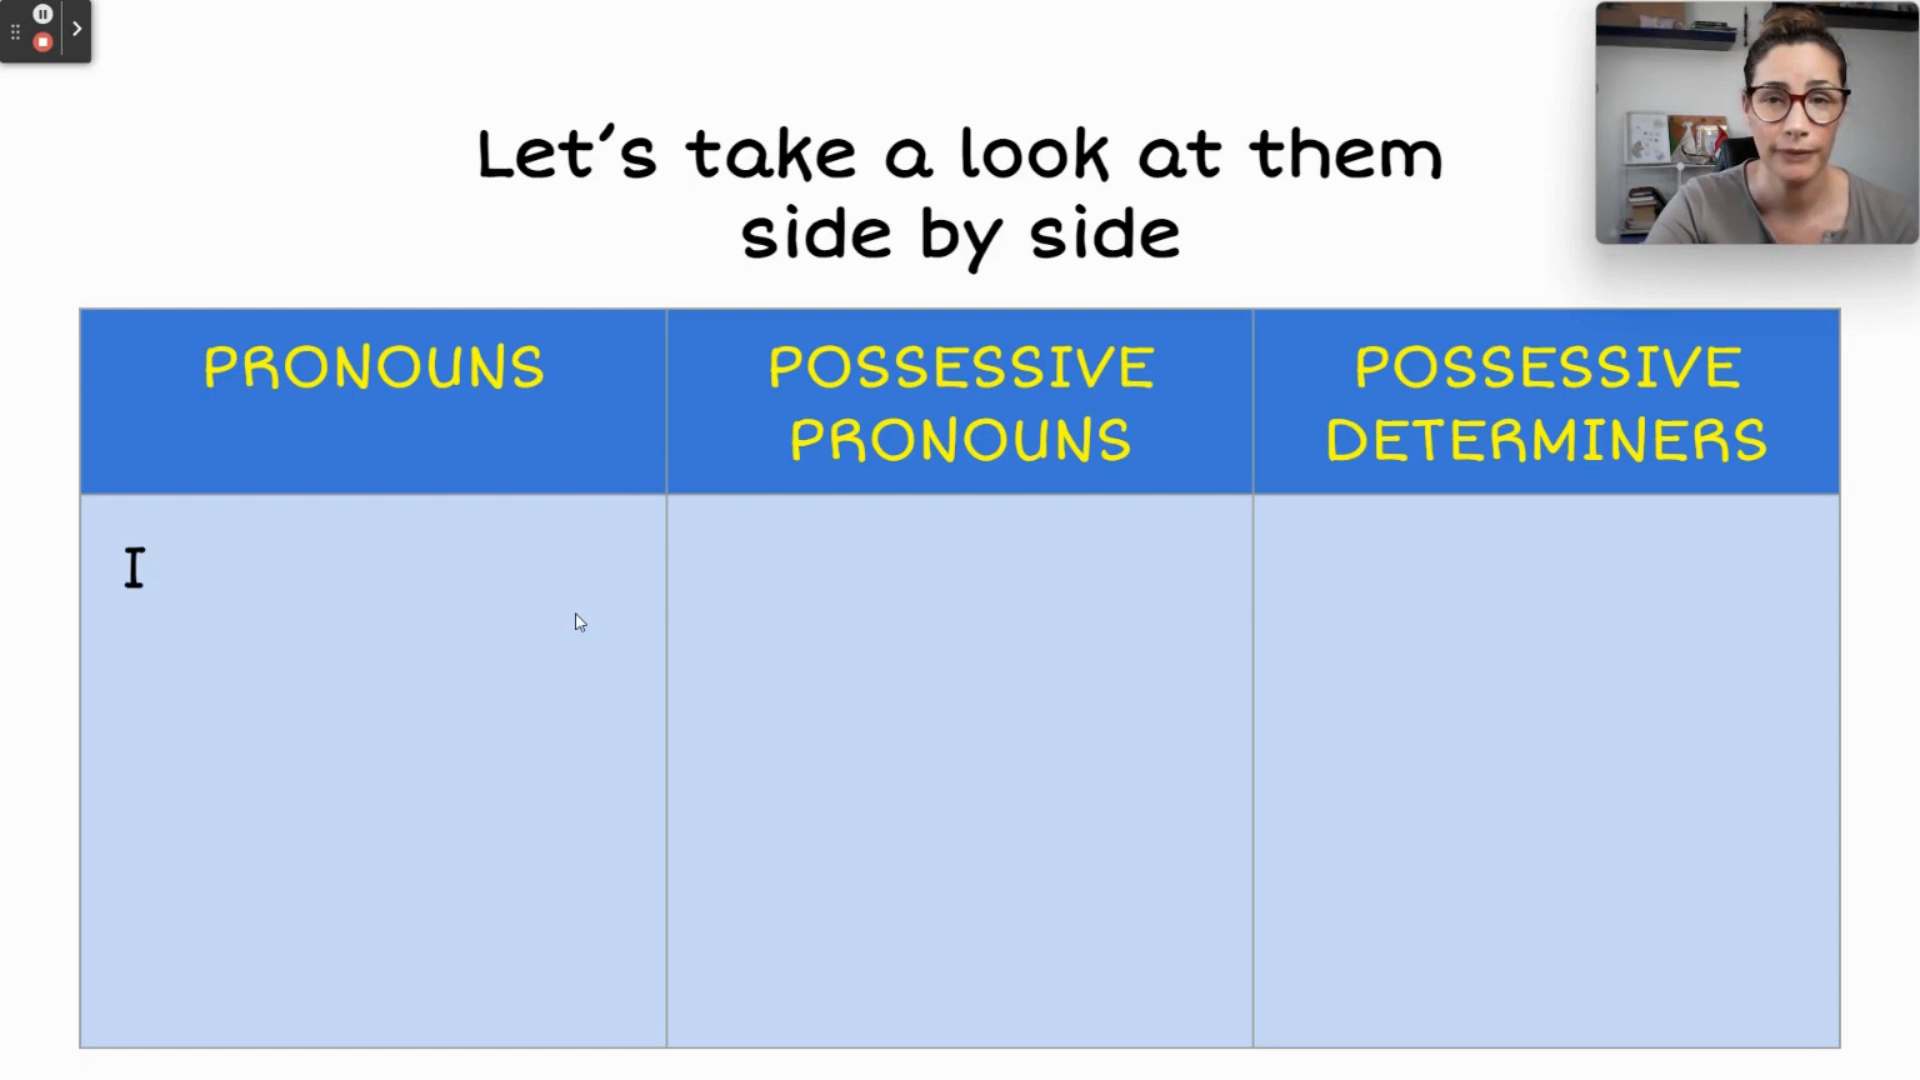 Let's take a look at them
side by side
PRONOUNS
POSSESSIVE
PRONOUNS
POSSESSIVE
DETERMINERS
I